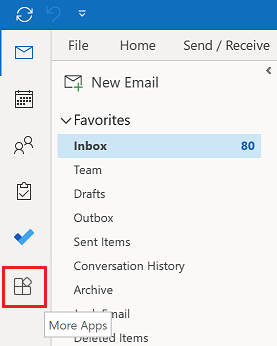 File Home Send / Receive
New Email
Favorites
Inbox 80
Team
Drafts
Outbox
Sent Items
Conversation History
Archive
Email
More Apps
Deleted Items